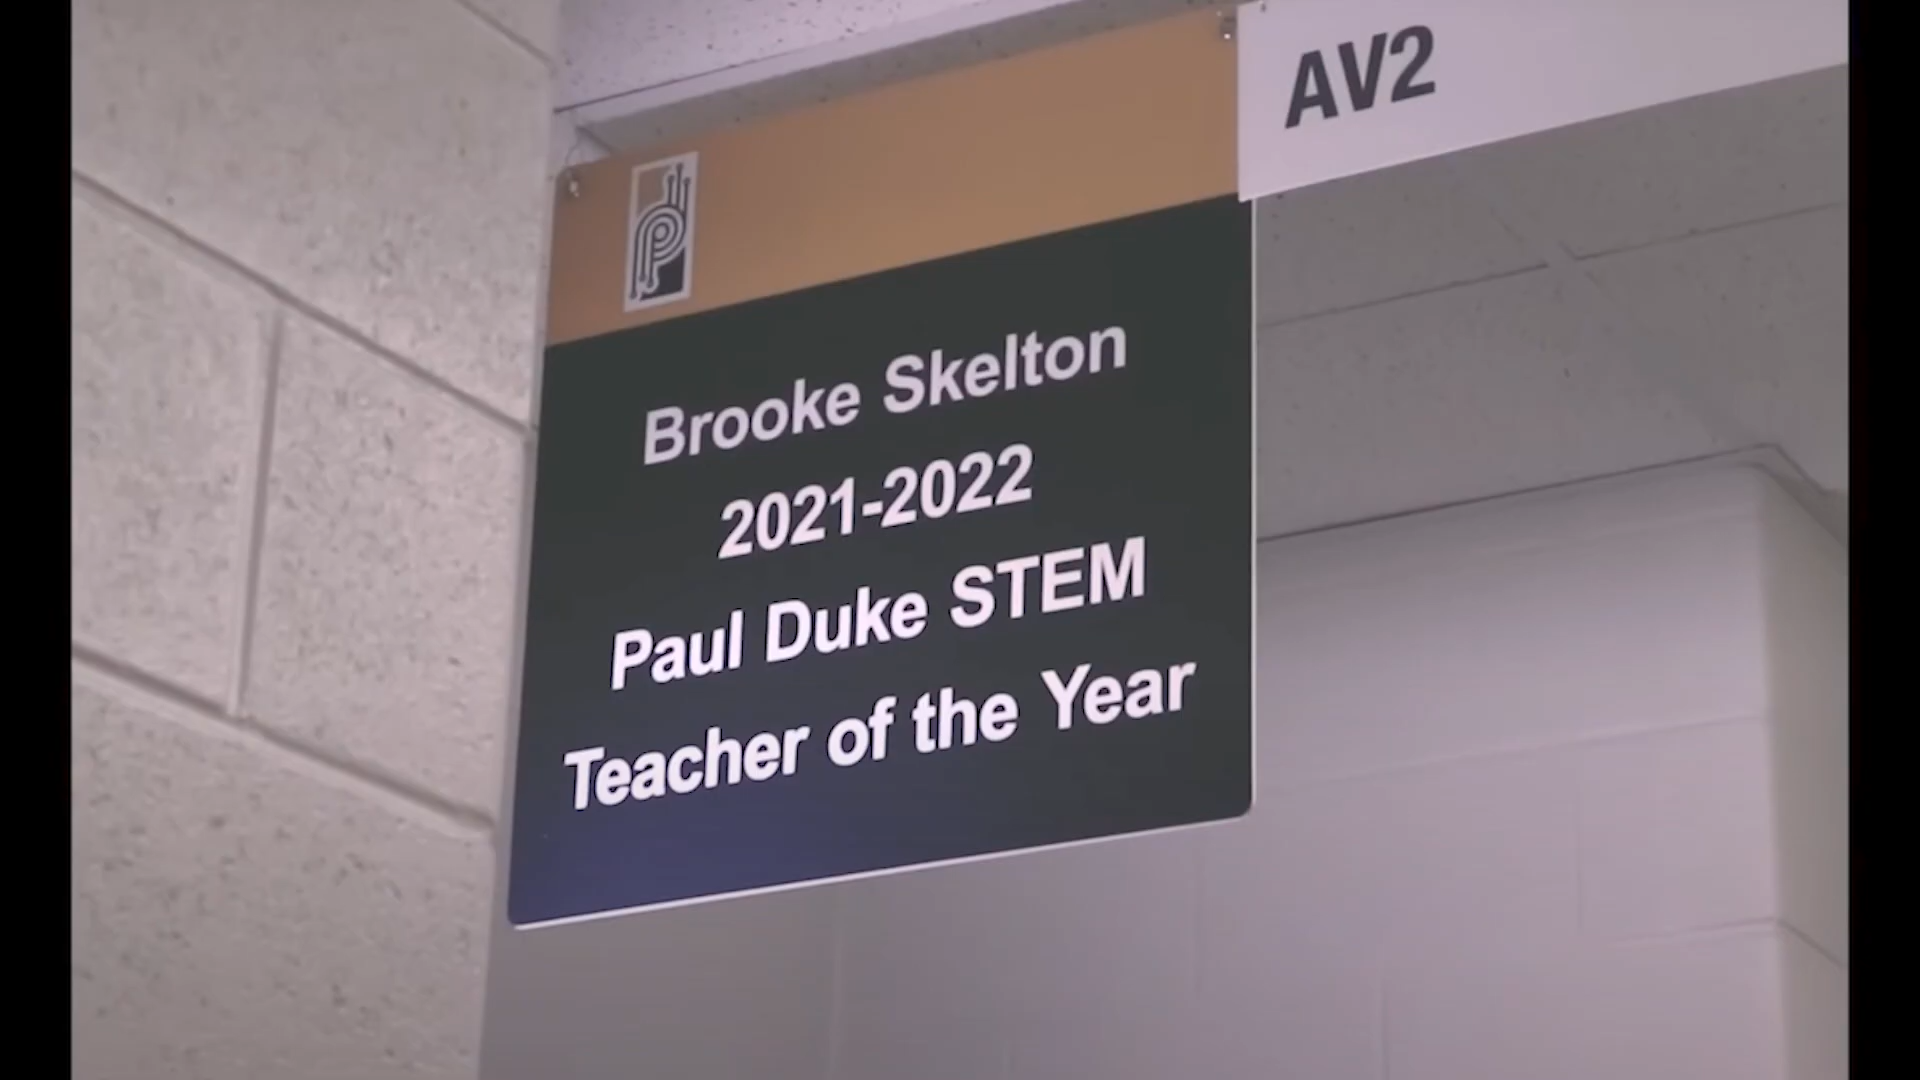 AV2
Brooke Skelton
2021-2022
Paul Duke STEM
Teacher of the Year